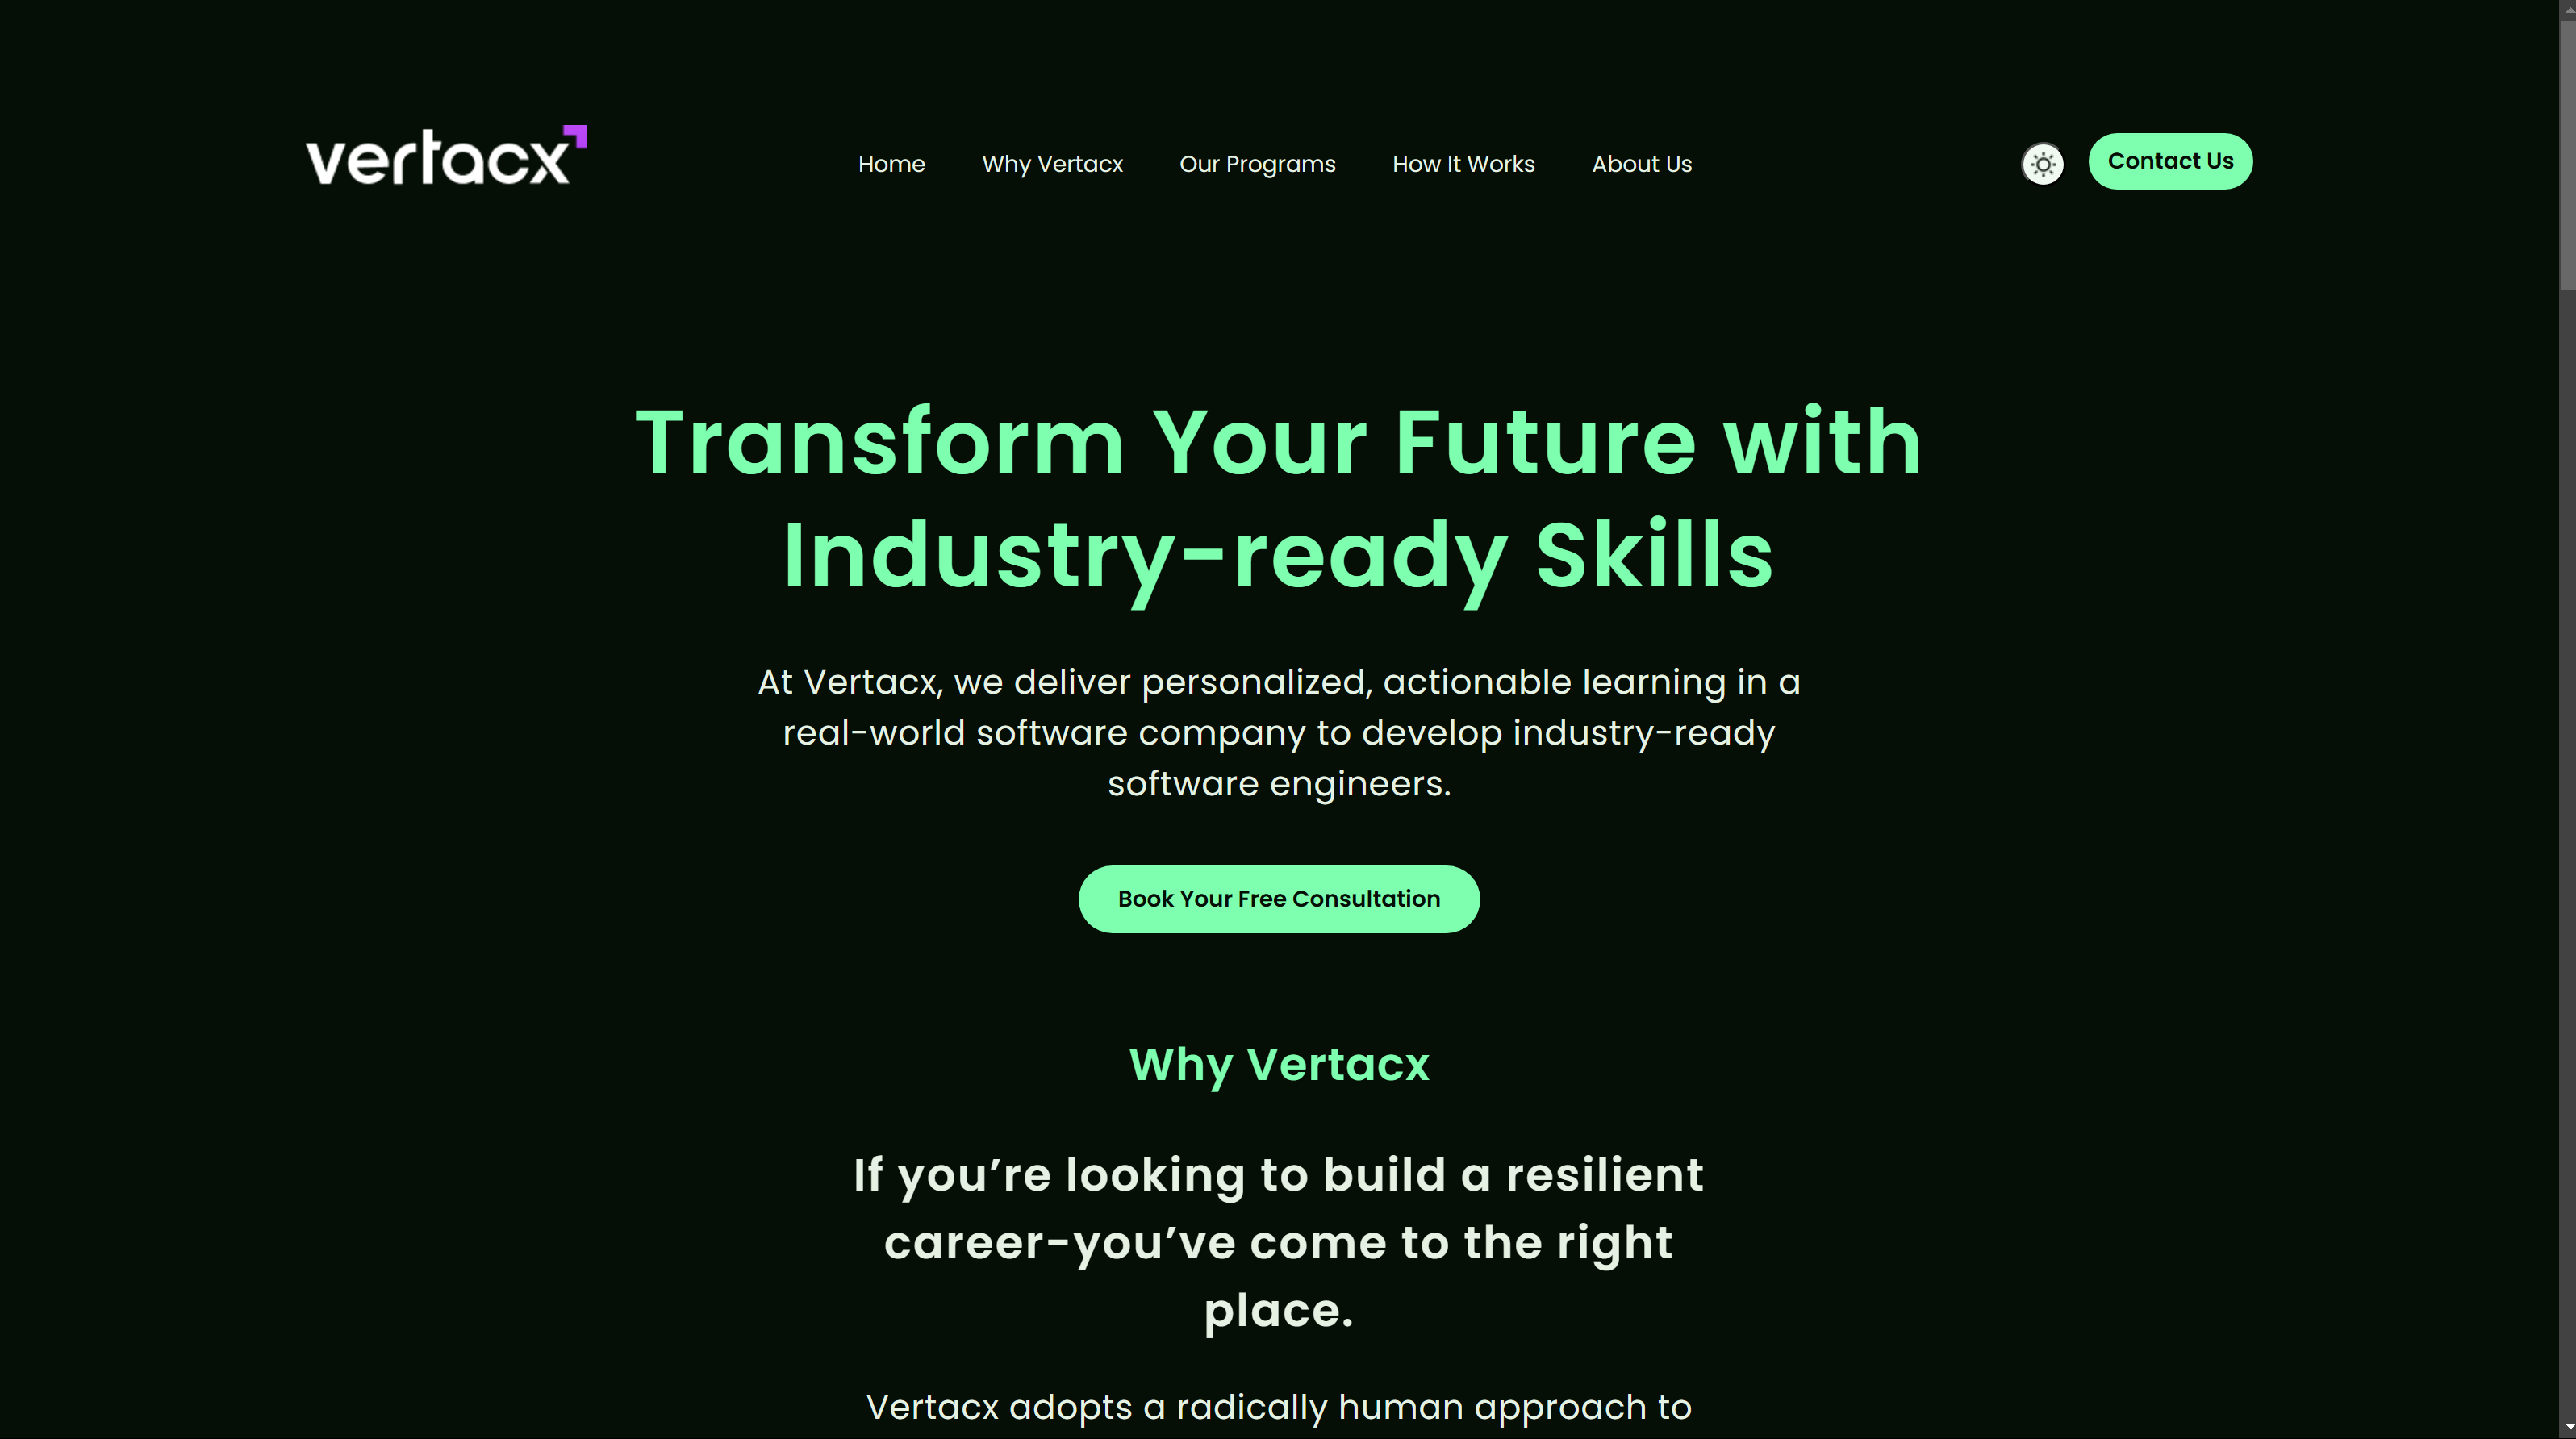 vertacx
Home Why Vertacx Our Programs How It Works About Us
Contact Us
Transform Your Future with
Industry-ready Skills
At Vertacx, we deliver personalized, actionable learning in a
real-world software company to develop industry-ready
software engineers.
Book Your Free Consultation
Why Vertacx
If you’re looking to build a resilient
career-you’ve come to the right
place.
Vertacx adopts a radically human approach to